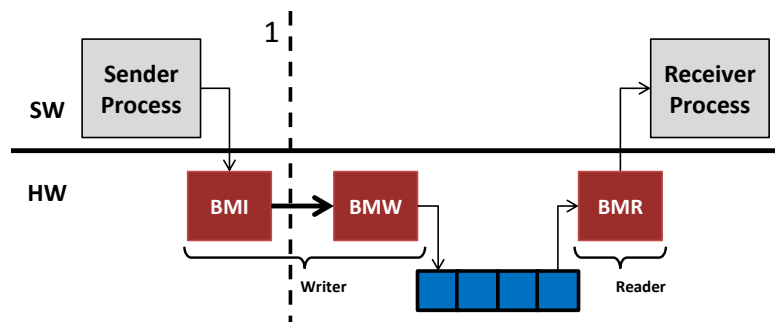 1
Sender
Process
Receiver
Process
SW
HW
BMI
BMW
BMR
Writer
Reader